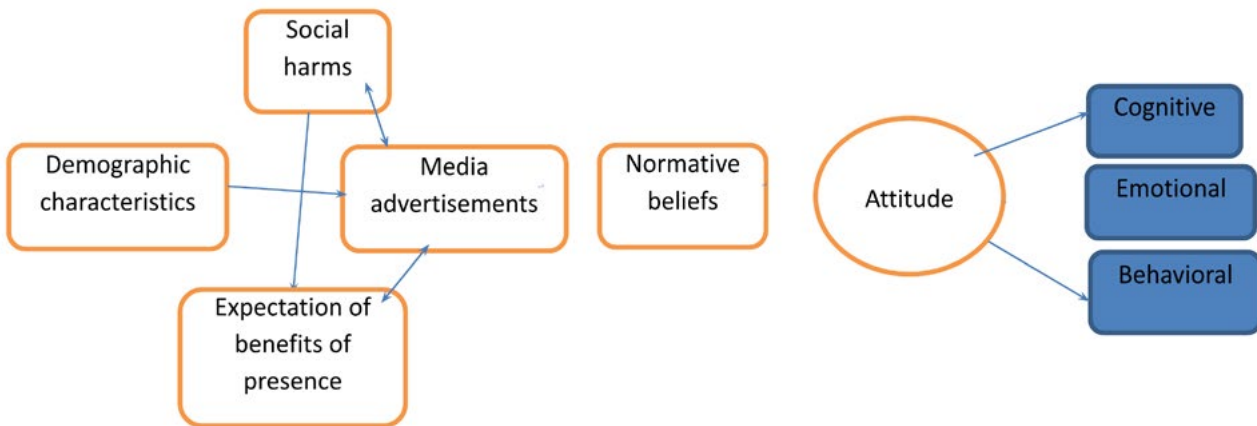 Social
harms
Demographic
characteristics
Media
advertisements
Expectation of
benefits of
presence
Normative
beliefs
Attitude
Cognitive
Emotional
Behavioral